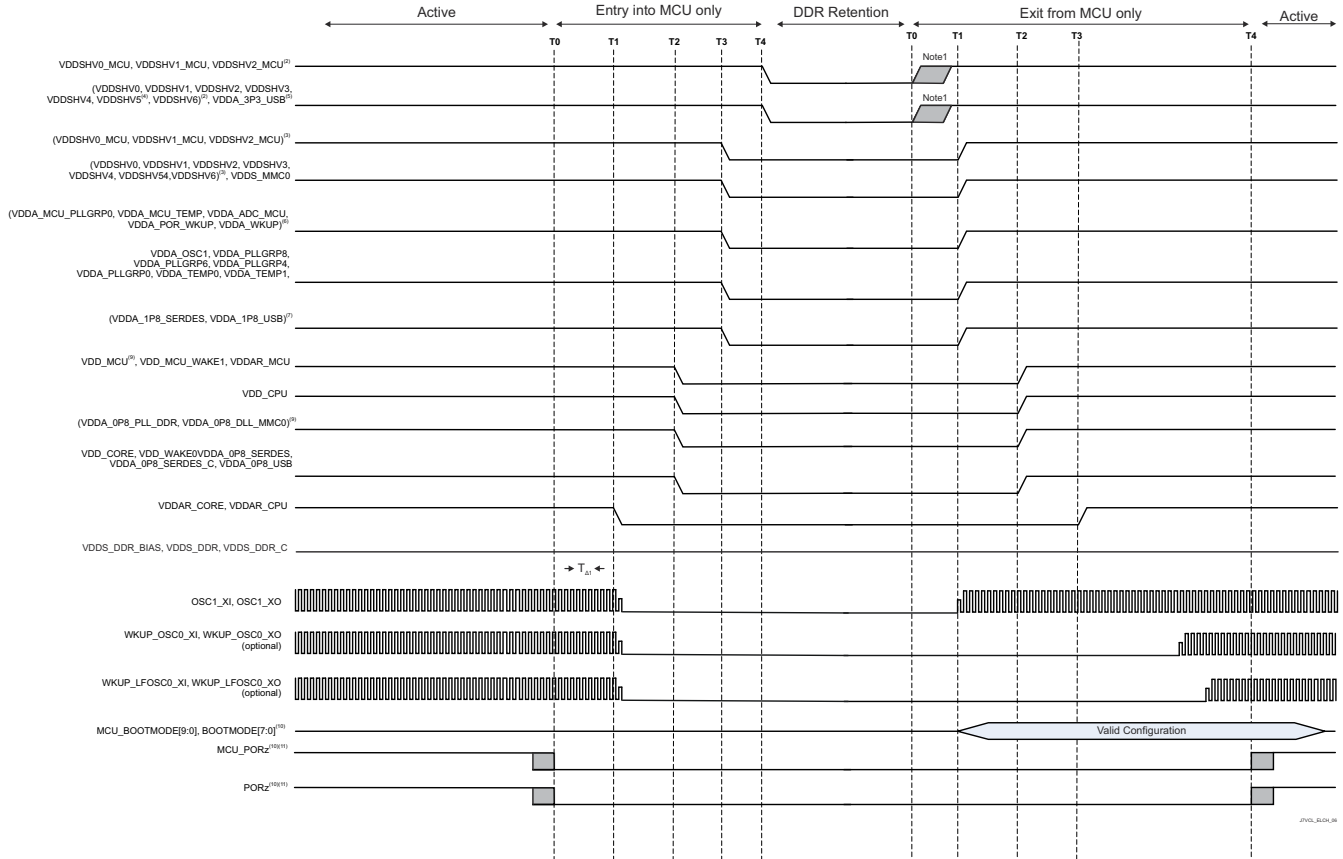 Active
Entry into MCU only
DDR Retention
Exit from MCU only
Active
T0
T1
T2
T3
T4
T0
T1
T2
T3
T4
VDDSHV0_MCU, VDDSHV1_MCU, VDDSHV2_MCU(2)
Note1
(VDDSHV0, VDDSHV1, VDDSHV2, VDDSHV3,
VDDSHV4, VDDSHV5(4), VDDSHV6)(2), VDDA_3P3_USB(5)
Note1
(VDDSHV0_MCU, VDDSHV1_MCU, VDDSHV2_MCU)(3)
(VDDSHV0, VDDSHV1, VDDSHV2, VDDSHV3,
VDDSHV4, VDDSHV54,VDDSHV6)(3), VDDS_MMC0
(VDDA_MCU_PLLGRP0, VDDA_MCU_TEMP, VDDA_ADC_MCU,
VDDA_POR_WKUP, VDDA_WKUP)(6)
VDDA_OSC1, VDDA_PLLGRP8,
VDDA_PLLGRP6, VDDA_PLLGRP4,
VDDA_PLLGRP0, VDDA_TEMP0, VDDA_TEMP1,
(VDDA_1P8_SERDES, VDDA_1P8_USB)(7)
VDD_MCU(9), VDD_MCU_WAKE1, VDDAR_MCU
VDD_CPU
(VDDA_0P8_PLL_DDR, VDDA_0P8_DLL_MMC0)(9)
VDD_CORE, VDD_WAKE0VDDA_0P8_SERDES,
VDDA_0P8_SERDES_C, VDDA_0P8_USB
VDDAR_CORE, VDDAR_CPU
VDDS_DDR_BIAS, VDDS_DDR, VDDS_DDR_C
TΔ1
OSC1_XI, OSC1_XO
WKUP_OSC0_XI, WKUP_OSC0_XO
(optional)
WKUP_LFOSC0_XI, WKUP_LFOSC0_XO
(optional)
MCU_BOOTMODE[9:0], BOOTMODE[7:0](10)
Valid Configuration
MCU_PORz(10)(11)
PORz(10)(11)
J7VCL_ELCH_06